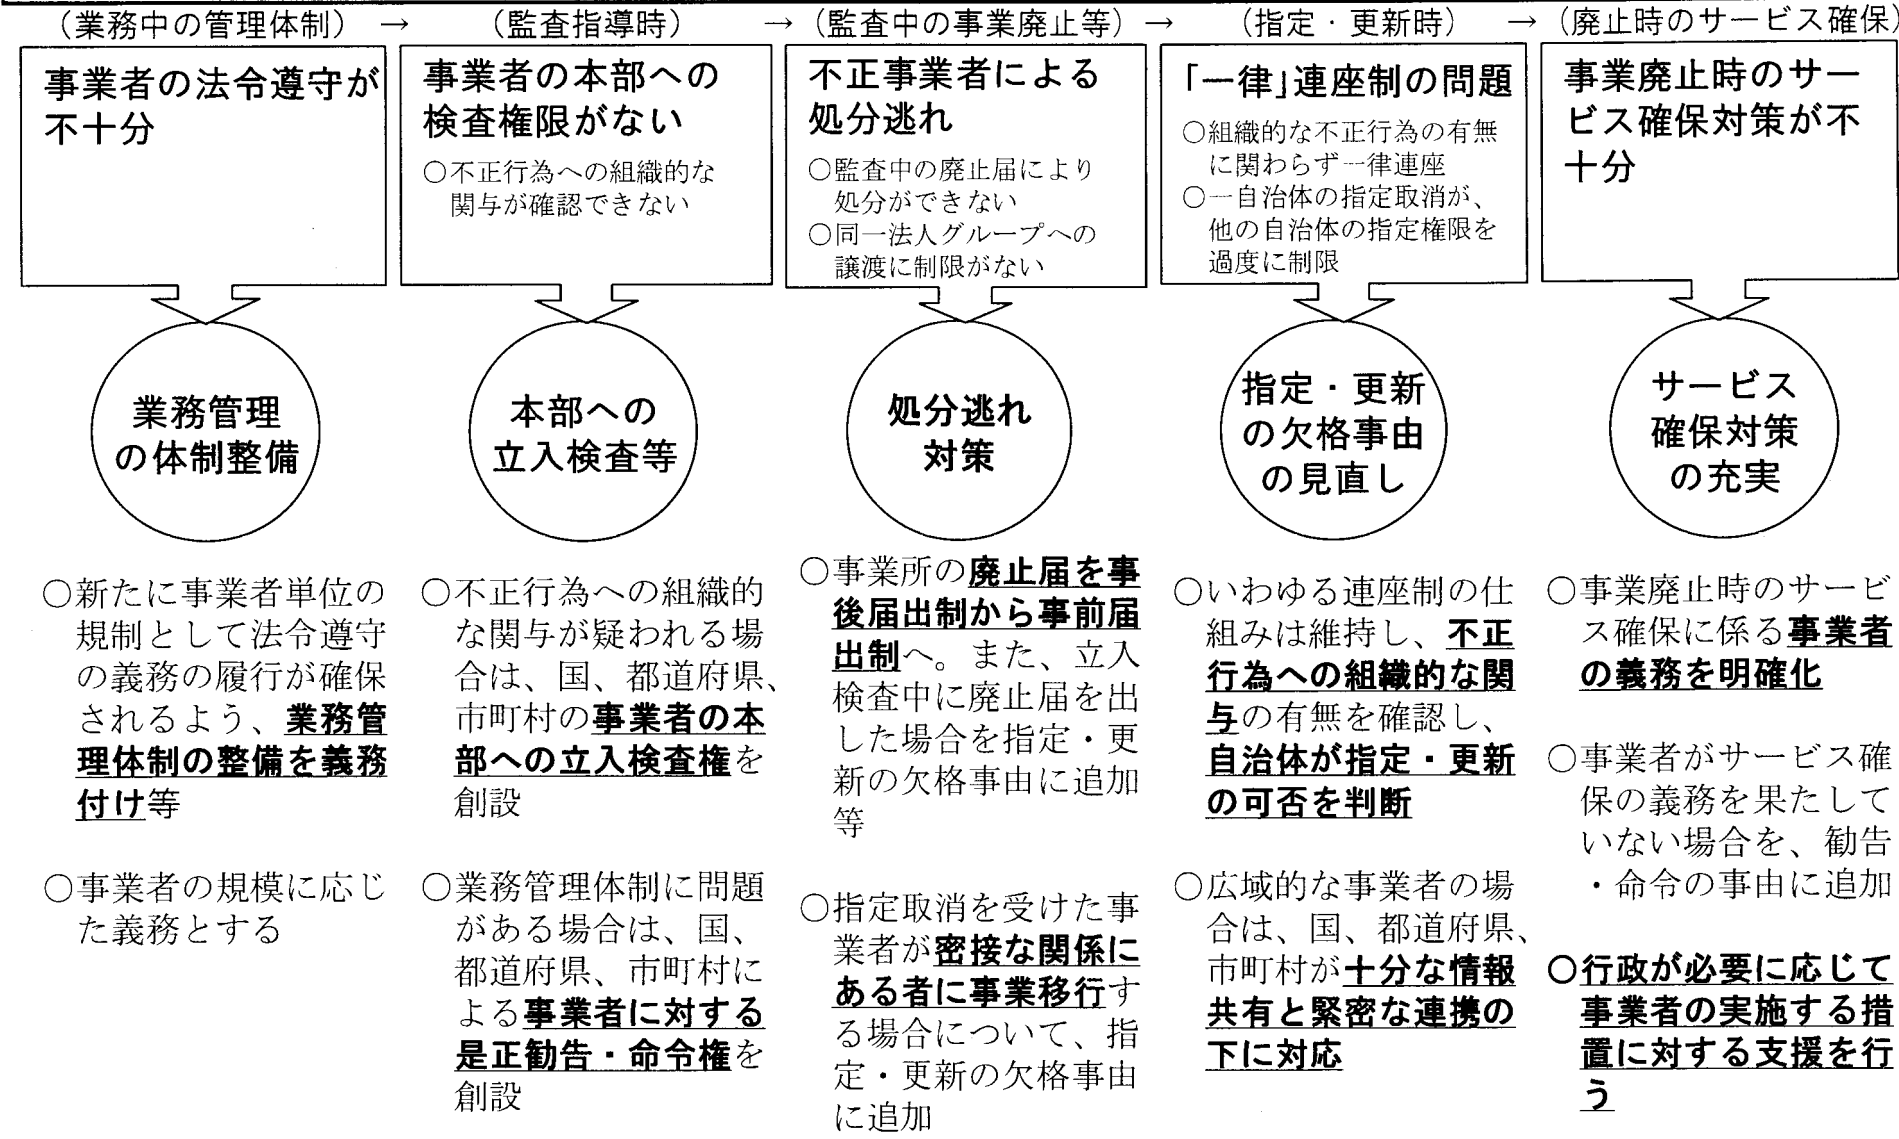 (業務中の管理体制) → (監査指導時) → (監査中の事業廃止等) → (指定・更新時) → (廃止時のサービス確保)
事業者の法令遵守が
不十分
事業者の本部への
検査権限がない
○不正行為への組織的な
関与が確認できない
不正事業者による
処分逃れ
○監査中の廃止届により
処分ができない
○同一法人グループへの
譲渡に制限がない
「一律」連座制の問題
○組織的な不正行為の有無
に関わらず一律連座
○一自治体の指定取消が、
他の自治体の指定権限を
過度に制限
事業廃止時のサー
ビス確保対策が不
十分
業務管理
の体制整備
本部への
立入検査等
処分逃れ
対策
指定・更新
の欠格事由
の見直し
サービス
確保対策
の充実
○新たに事業者単位の
規制として法令遵守
の義務の履行が確保
されるよう、業務管
理体制の整備を義務
付け等
○事業者の規模に応じ
た義務とする
○不正行為への組織的
な関与が疑われる場
合は、国、都道府県、
市町村の事業者の本
部への立入検査権を
創設
○業務管理体制に問題
がある場合は、国、
都道府県、市町村に
よる事業者に対する
是正勧告・命令権を
創設
○事業所の廃止届を事
後届出制から事前届
出制へ。また、立入
検査中に廃止届を出
した場合を指定・更
新の欠格事由に追加
等
○指定取消を受けた事
業者が密接な関係に
ある者に事業移行す
る場合について、指
定・更新の欠格事由
に追加
○いわゆる連座制の仕
組みは維持し、不正
行為への組織的な関
与の有無を確認し、
自治体が指定・更新
の可否を判断
○広域的な事業者の場
合は、国、都道府県、
市町村が十分な情報
共有と緊密な連携の
下に対応
○事業廃止時のサービ
ス確保に係る事業者
の義務を明確化
○事業者がサービス確
保の義務を果たして
いない場合を、勧告
・命令の事由に追加
○行政が必要に応じて
事業者の実施する措
置に対する支援を行
う